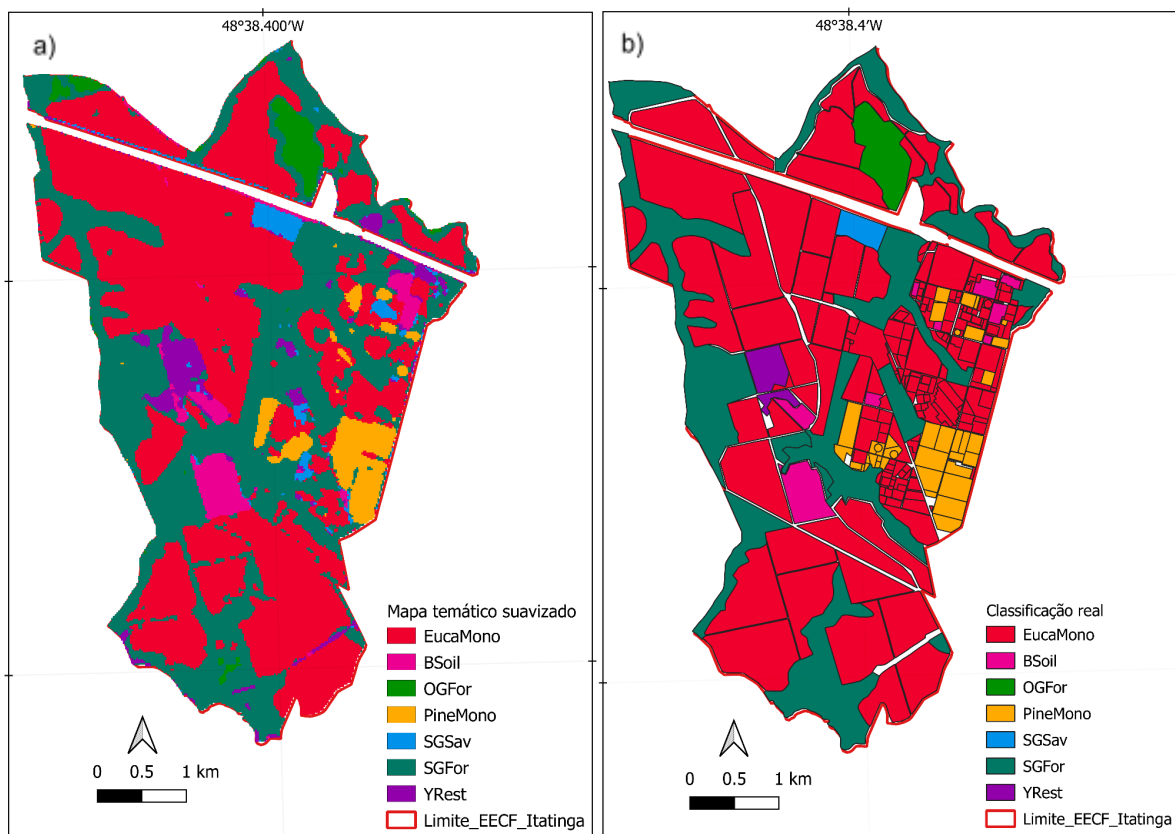 48°38.400'W
a)
Mapa temático suavizado
EucaMono
BSoil
OGFor
PineMono
SGSav
SGFor
YRest
Limite_EECF_Itatinga
0 0.5 1 km
48°38.4'W
b)
Classificação real
EucaMono
BSoil
OGFor
PineMono
SGSav
SGFor
YRest
Limite_EECF_Itatinga
0 0.5 1 km